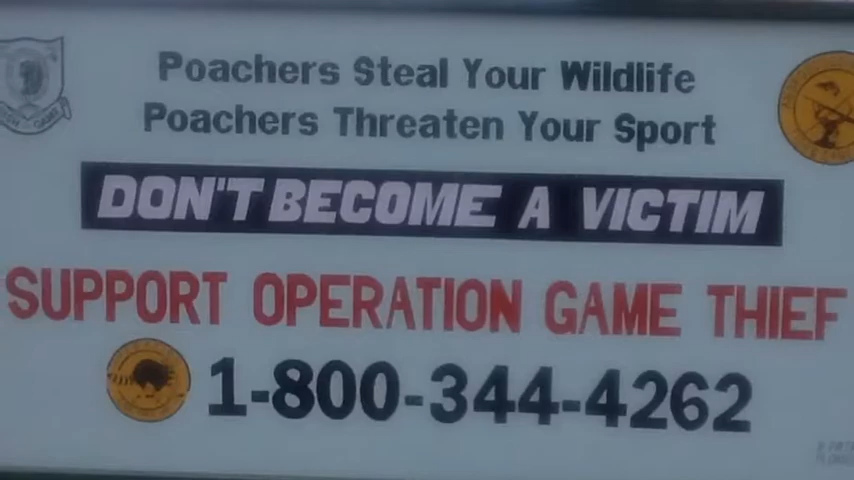 Poachers Steal Your Wildlife
Poachers Threaten Your Sport
DON'T BECOME A VICTIM
SUPPORT OPERATION GAME THIEF
1-800-344-4262